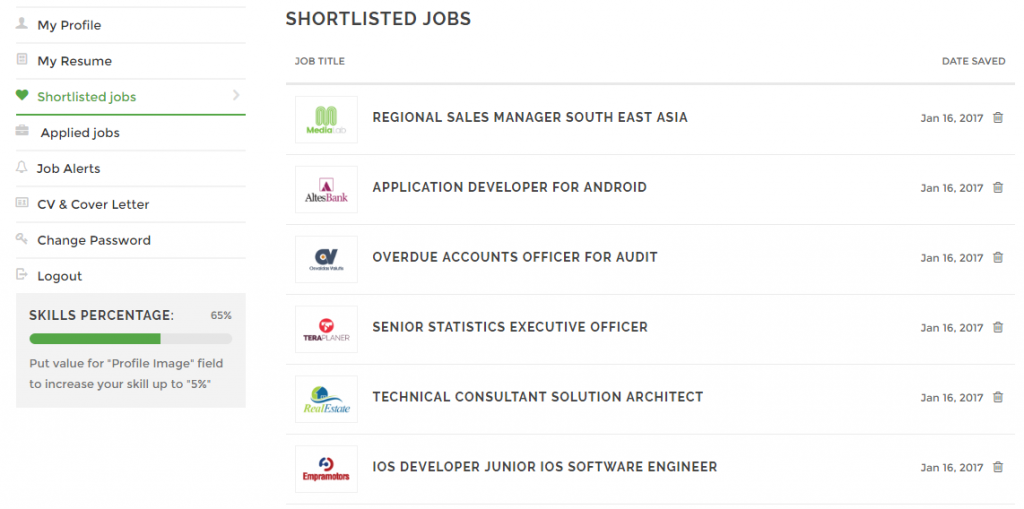 My Profile
My Resume
Shortlisted jobs
Applied jobs
Job Alerts
CV & Cover Letter
Change Password
Logout
SKILLS PERCENTAGE: 65%
Put value for "Profile Image" field
to increase your skill up to "5%"
SHORTLISTED JOBS
JOB TITLE DATE SAVED
MediaLab
REGIONAL SALES MANAGER SOUTH EAST ASIA Jan 16, 2017
AltesBank
APPLICATION DEVELOPER FOR ANDROID Jan 16, 2017
OVERDUE ACCOUNTS OFFICER FOR AUDIT Jan 16, 2017
TERAPLANER
SENIOR STATISTICS EXECUTIVE OFFICER Jan 16, 2017
RealEstate
TECHNICAL CONSULTANT SOLUTION ARCHITECT Jan 16, 2017
Empramotors
IOS DEVELOPER JUNIOR IOS SOFTWARE ENGINEER Jan 16, 2017